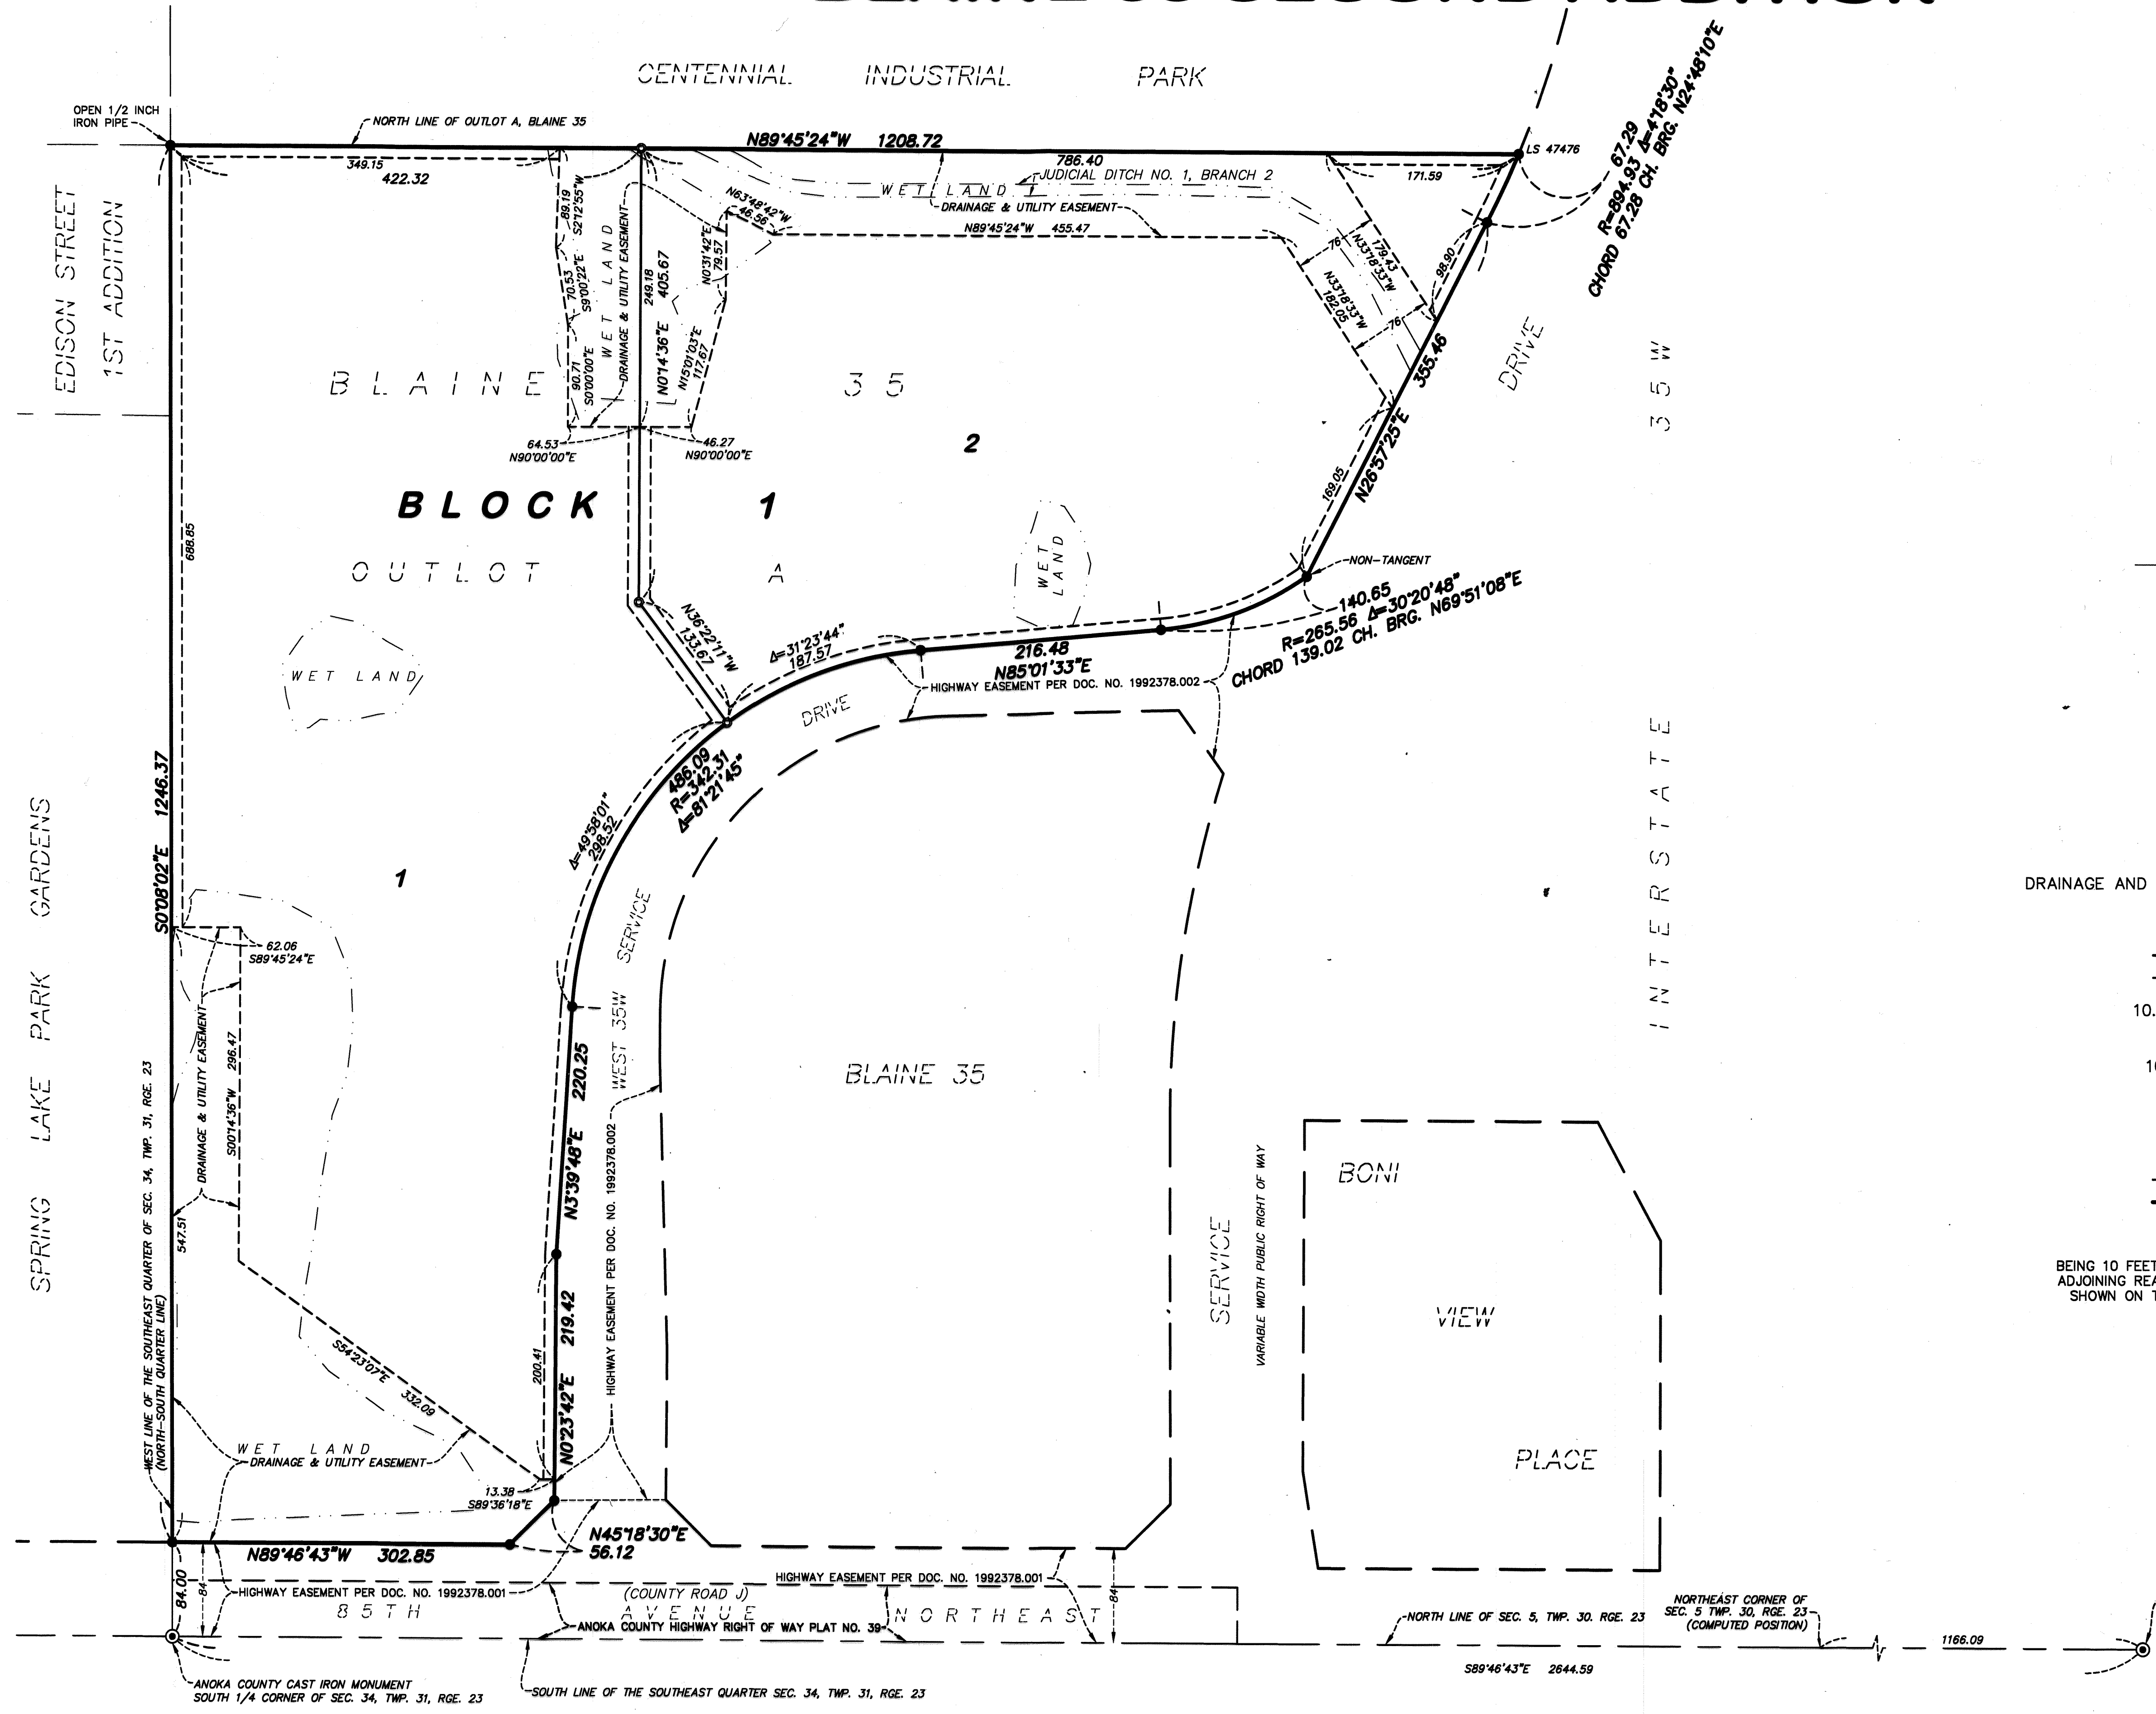 CENTENNIAL INDUSTRIAL PARK
OPEN 1/2 INCH
IRON PIPE
NORTH LINE OF OUTLOT A, BLAINE 35
N89°45'24"W 1208.72
LS 47476
349.15
422.32
786.40
171.59
JUDICIAL DITCH NO. 1, BRANCH 2
WET LAND
DRAINAGE & UTILITY EASEMENT
N89°45'24"W 455.47
N63°48'42"W
46.56
67.29
R=894.93 Δ=4°18'30"
CHORD 67.28 CH. BRG. N24°48'10"E
EDISON STREET
1ST ADDITION
89.19
S2°12'55"W
70.53
S9°00'22"E
90.71
S0°00'00"E
WET LAND
DRAINAGE & UTILITY EASEMENT
249.18
N0°14'36"E 405.67
N0°31'42"E
79.57
N15°01'03"E
117.67
76
179.43
N33°18'33"W
N33°18'33"W
182.05
76
98.90
355.46
N26°57'25"E
169.05
DRIVE
BLAINE 35
64.53
N90°00'00"E
46.27
N90°00'00"E
2
BLOCK 1
OUTLOT A
688.85
WET
LAND
NON-TANGENT
140.65
R=265.56 Δ=30°20'48"
CHORD 139.02 CH. BRG. N69°51'08"E
N36°22'11"W
133.67
Δ=31°23'44"
187.57
216.48
N85°01'33"E
HIGHWAY EASEMENT PER DOC. NO. 1992378.002
WET LAND
DRIVE
486.09
R=342.31
Δ=81°21'45"
Δ=49°58'01"
298.52
S0°08'02"E 1246.37
SPRING LAKE PARK GARDENS
1
SERVICE
WEST 35W
INTERSTATE 35W
DRAINAGE AND
62.06
S89°45'24"E
DRAINAGE & UTILITY EASEMENT
S00°14'36"W 296.47
547.51
WEST LINE OF THE SOUTHEAST QUARTER OF SEC. 34, TWP. 31, RGE. 23
(NORTH-SOUTH QUARTER LINE)
N3°39'48"E 220.25
HIGHWAY EASEMENT PER DOC. NO. 1992378.002
BLAINE 35
BONI
VIEW
PLACE
SERVICE
VARIABLE WIDTH PUBLIC RIGHT OF WAY
BEING 10 FEET
SHOWN ON
S54°23'07"E 332.09
200.41
N0°23'42"E 219.42
WET LAND
DRAINAGE & UTILITY EASEMENT
13.38
S89°36'18"E
N45°18'30"E
56.12
N89°46'43"W 302.85
84.00
84
HIGHWAY EASEMENT PER DOC. NO. 1992378.001
HIGHWAY EASEMENT PER DOC. NO. 1992378.001
84
(COUNTY ROAD J)
85TH AVENUE NORTHEAST
ANOKA COUNTY HIGHWAY RIGHT OF WAY PLAT NO. 39
NORTH LINE OF SEC. 5, TWP. 30. RGE. 23
NORTHEAST CORNER OF
SEC. 5 TWP. 30, RGE. 23
(COMPUTED POSITION)
1166.09
S89°46'43"E 2644.59
ANOKA COUNTY CAST IRON MONUMENT
SOUTH 1/4 CORNER OF SEC. 34, TWP. 31, RGE. 23
SOUTH LINE OF THE SOUTHEAST QUARTER SEC. 34, TWP. 31, RGE. 23